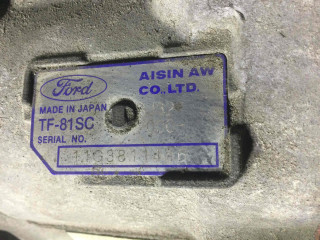 Ford
AISIN AW
CO.,LTD.
MADE IN JAPAN
TF-81SC
SERIAL NO.